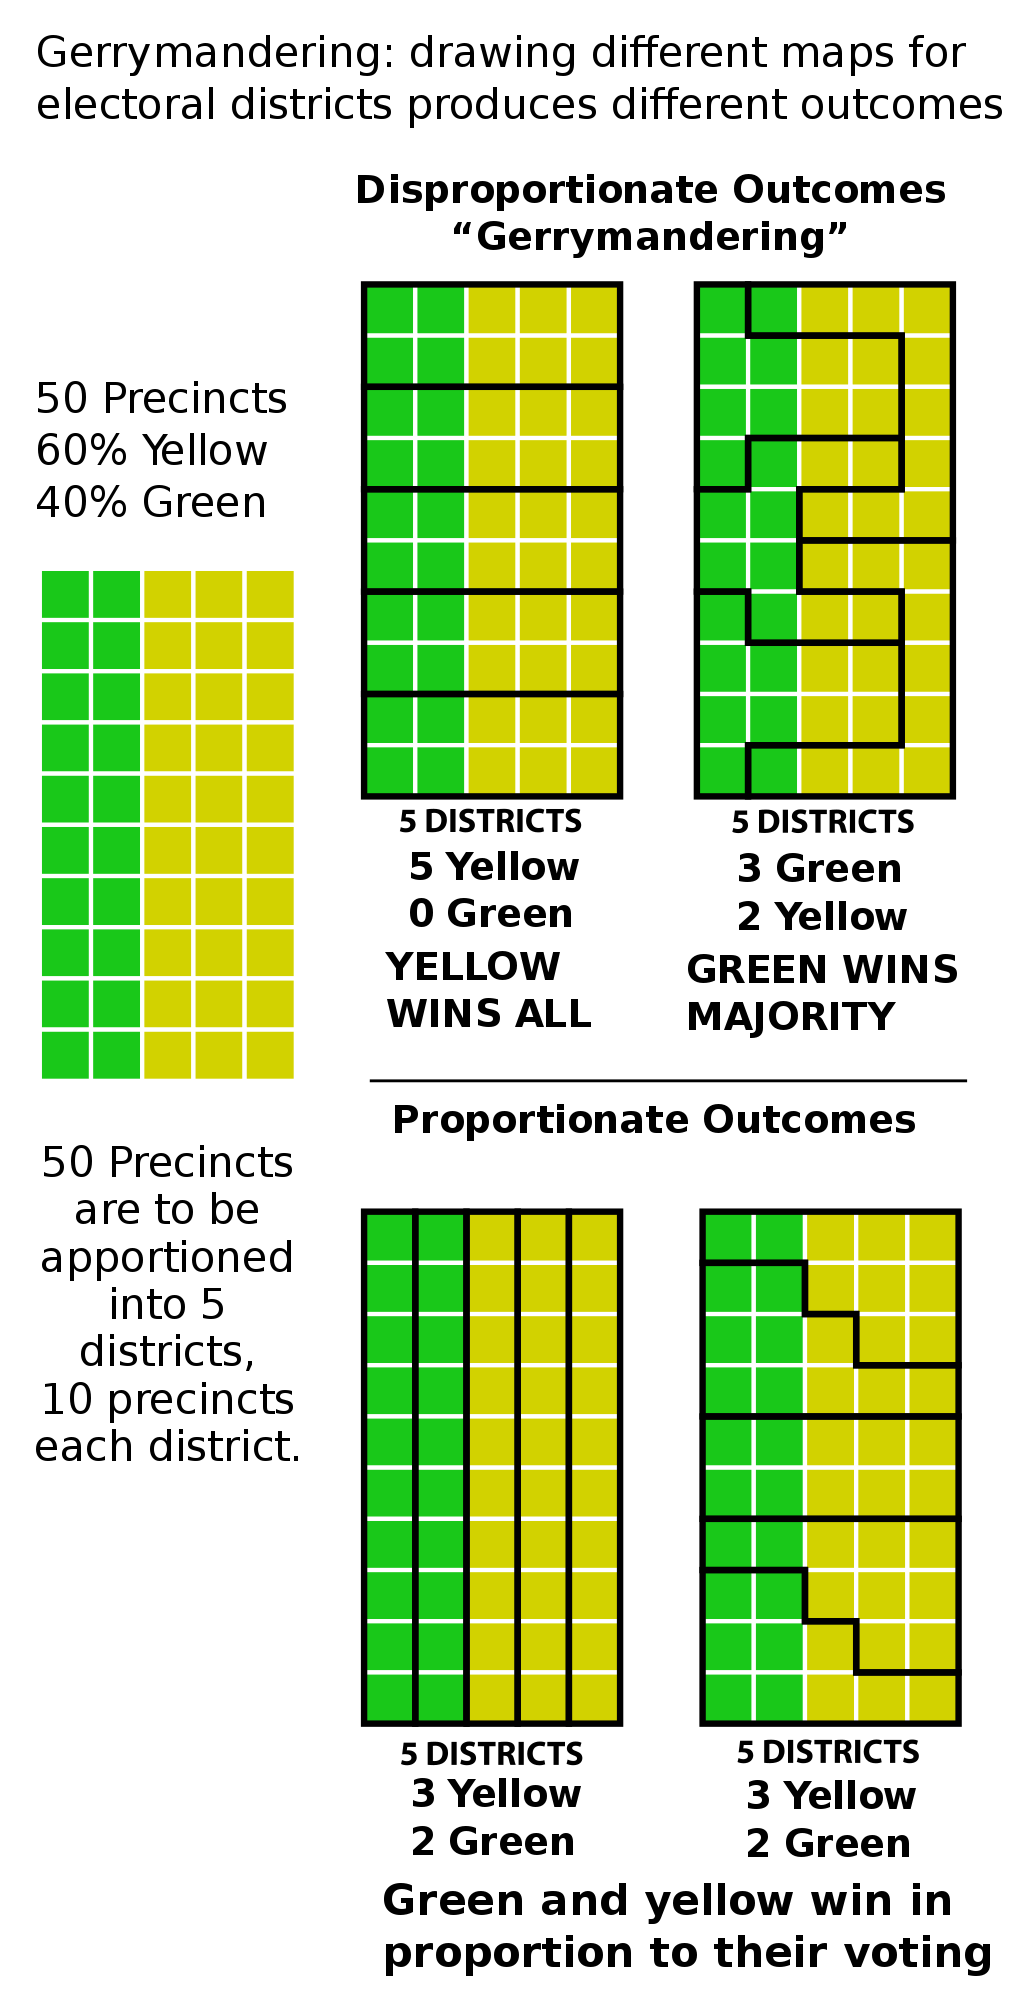 Gerrymandering: drawing different maps for
electoral districts produces different outcomes
Disproportionate Outcomes
“Gerrymandering”
50 Precincts
60% Yellow
40% Green
5 DISTRICTS
5 Yellow
0 Green
YELLOW
WINS ALL
5 DISTRICTS
3 Green
2 Yellow
GREEN WINS
MAJORITY
50 Precincts
are to be
apportioned
into 5
districts,
10 precincts
each district.
Proportionate Outcomes
5 DISTRICTS
3 Yellow
2 Green
5 DISTRICTS
3 Yellow
2 Green
Green and yellow win in
proportion to their voting